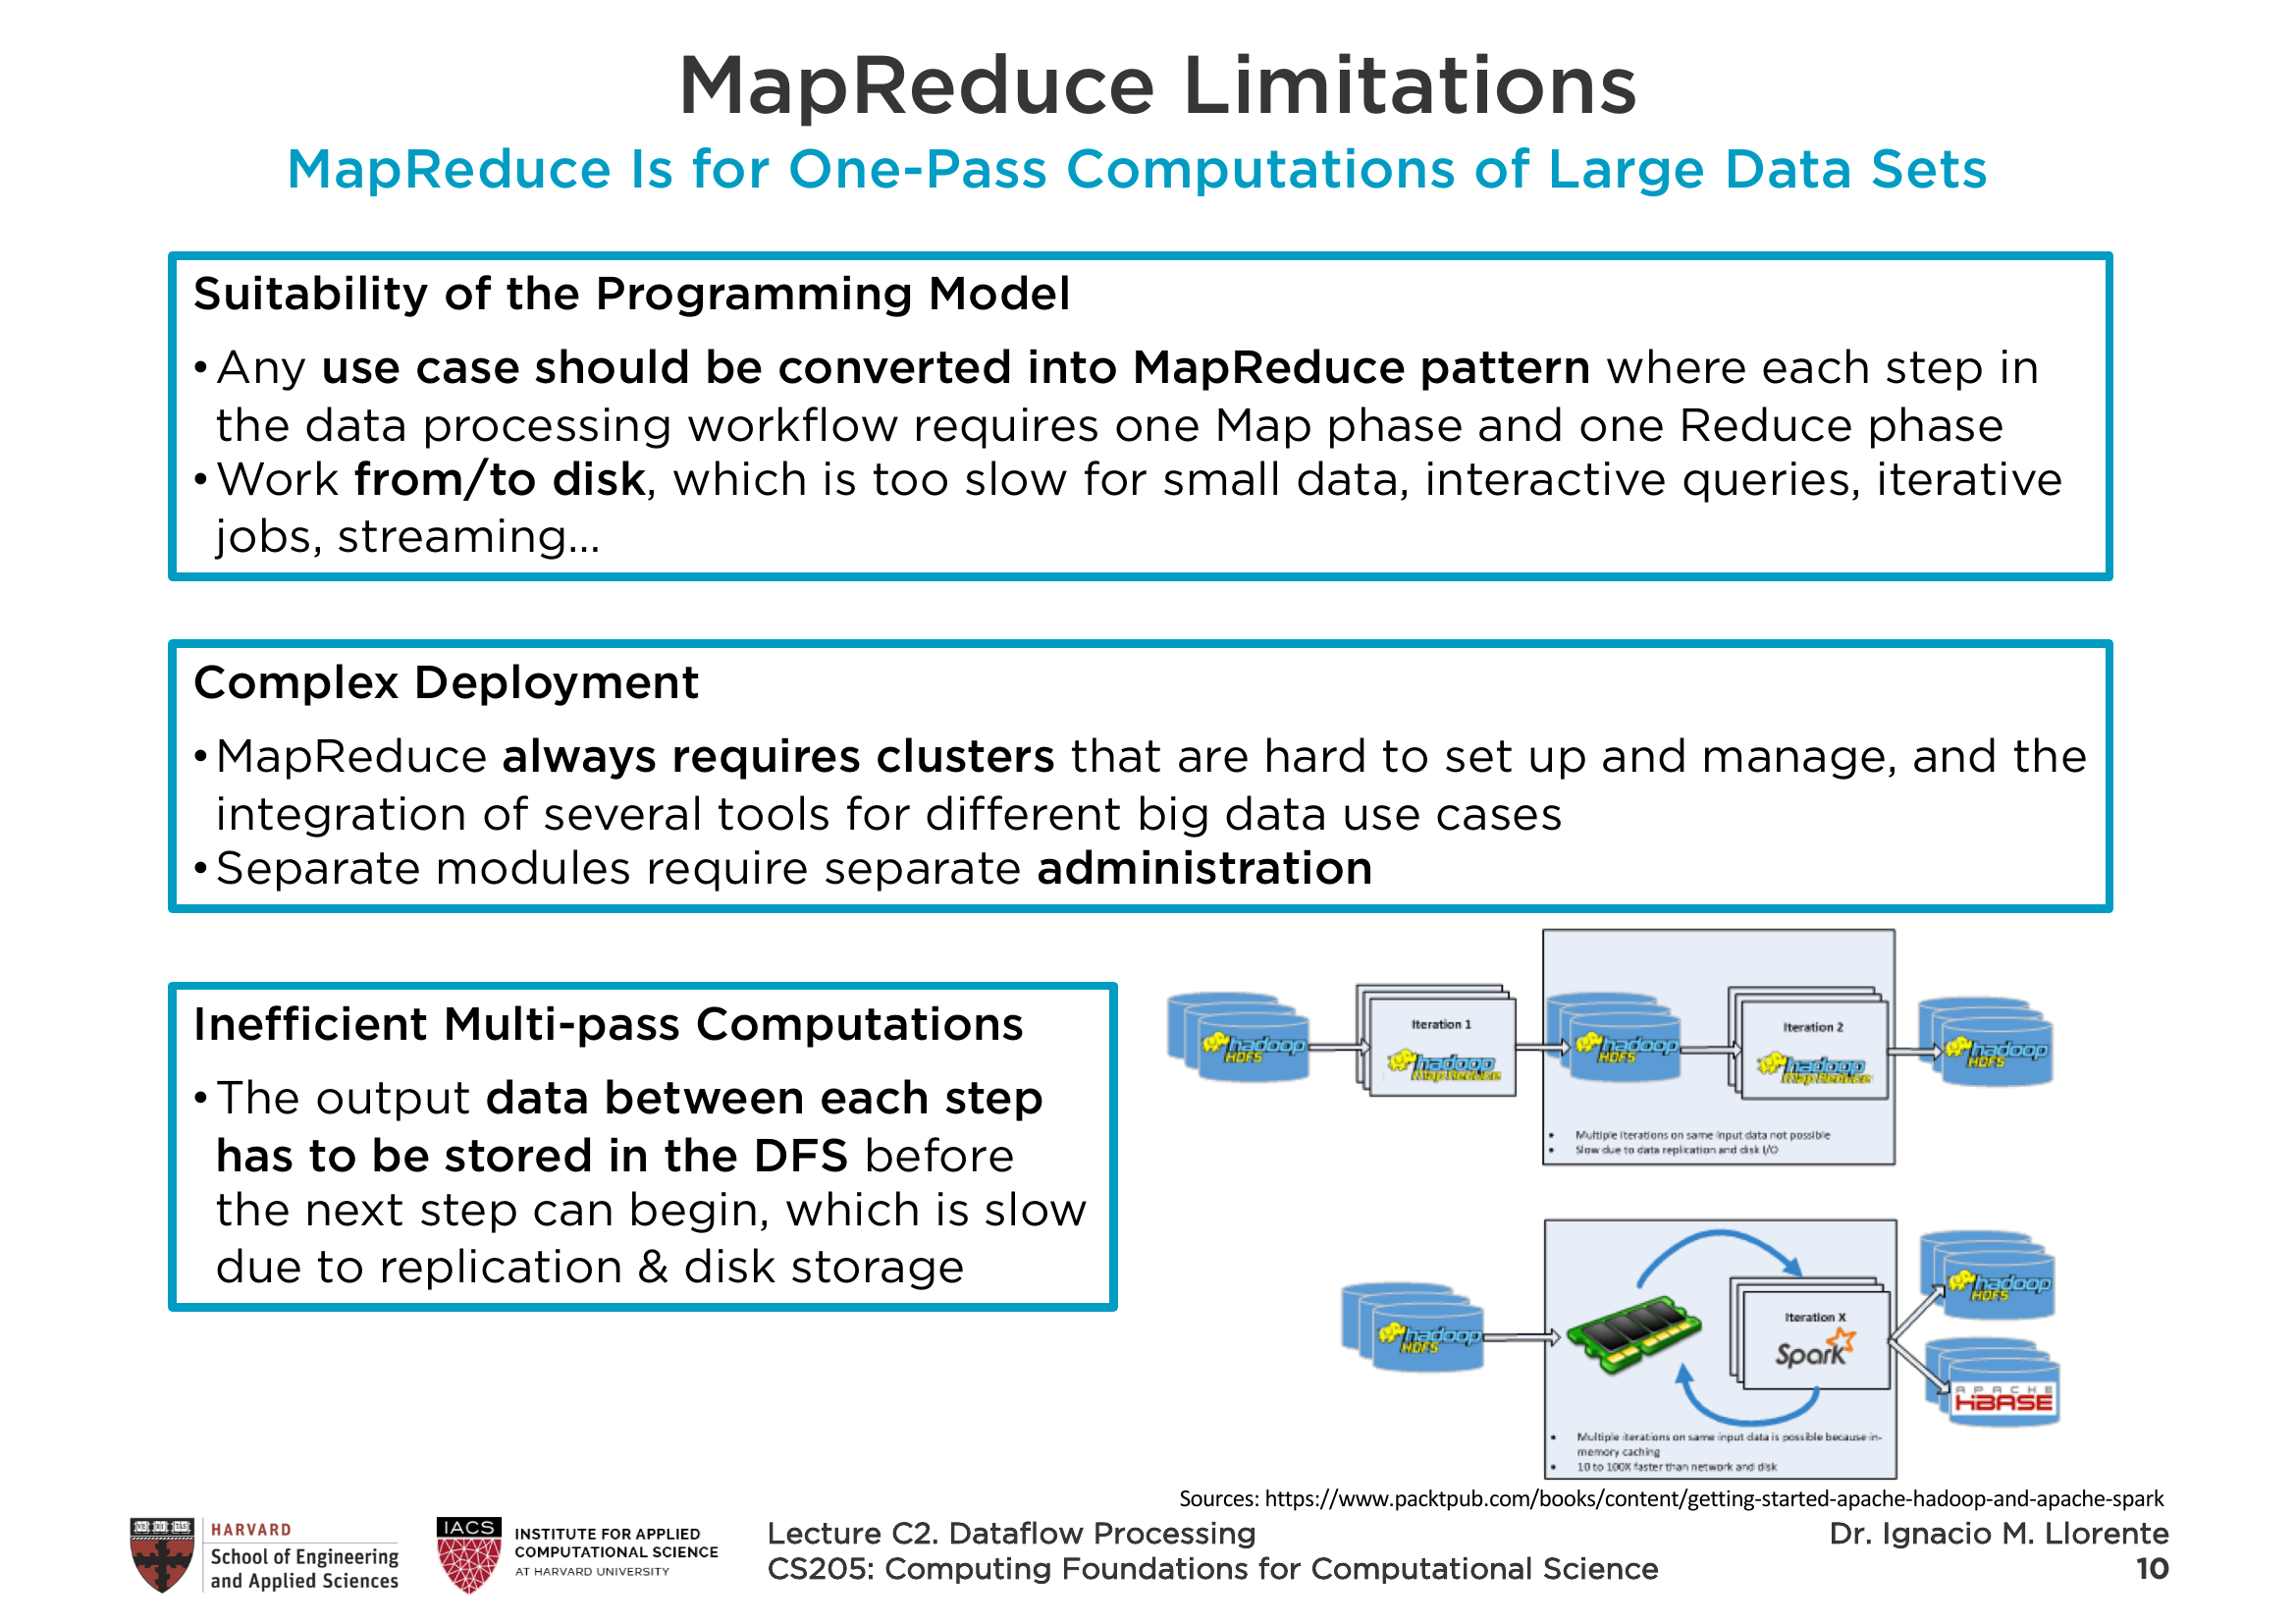 MapReduce Limitations
MapReduce Is for One-Pass Computations of Large Data Sets
Suitability of the Programming Model
• Any use case should be converted into MapReduce pattern where each step in
the data processing workflow requires one Map phase and one Reduce phase
• Work from/to disk, which is too slow for small data, interactive queries, iterative
jobs, streaming...
Complex Deployment
• MapReduce always requires clusters that are hard to set up and manage, and the
integration of several tools for different big data use cases
• Separate modules require separate administration
Inefficient Multi-pass Computations
• The output data between each step
has to be stored in the DFS before
the next step can begin, which is slow
due to replication & disk storage
hadoop
HDFS
Iteration 1
hadoop
Map Reduce
hadoop
HDFS
Iteration 2
hadoop
Map Reduce
hadoop
HDFS
• Multiple iterations on same input data not possible
• Slow due to data replication and disk I/O
hadoop
HDFS
Iteration X
Spark
hadoop
HDFS
APACHE
HBASE
• Multiple iterations on same input data is possible because in-
memory caching
• 10 to 100X faster than network and disk
Sources: https://www.packtpub.com/books/content/getting-started-apache-hadoop-and-apache-spark
VE RI TAS
HARVARD
School of Engineering
and Applied Sciences
IACS
INSTITUTE FOR APPLIED
COMPUTATIONAL SCIENCE
AT HARVARD UNIVERSITY
Lecture C2. Dataflow Processing
CS205: Computing Foundations for Computational Science
Dr. Ignacio M. Llorente
10